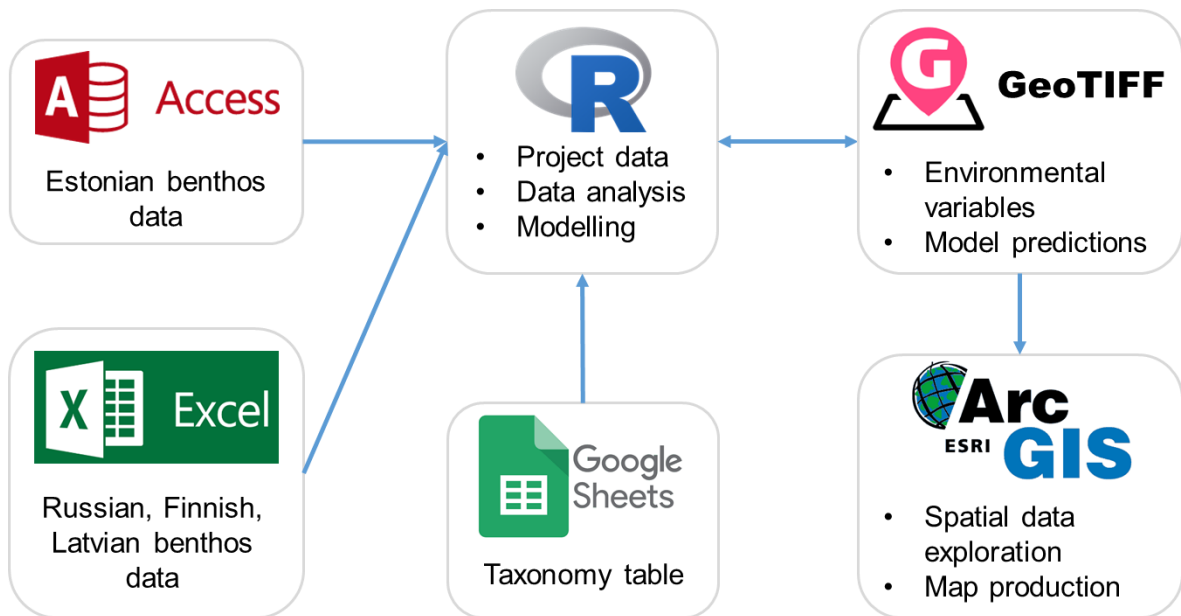 A
Access
Estonian benthos
data
R
• Project data
• Data analysis
• Modelling
G
GeoTIFF
• Environmental
variables
• Model predictions
X
Excel
Russian, Finnish,
Latvian benthos
data
Google
Sheets
Taxonomy table
Arc
ESRI
GIS
• Spatial data
exploration
• Map production